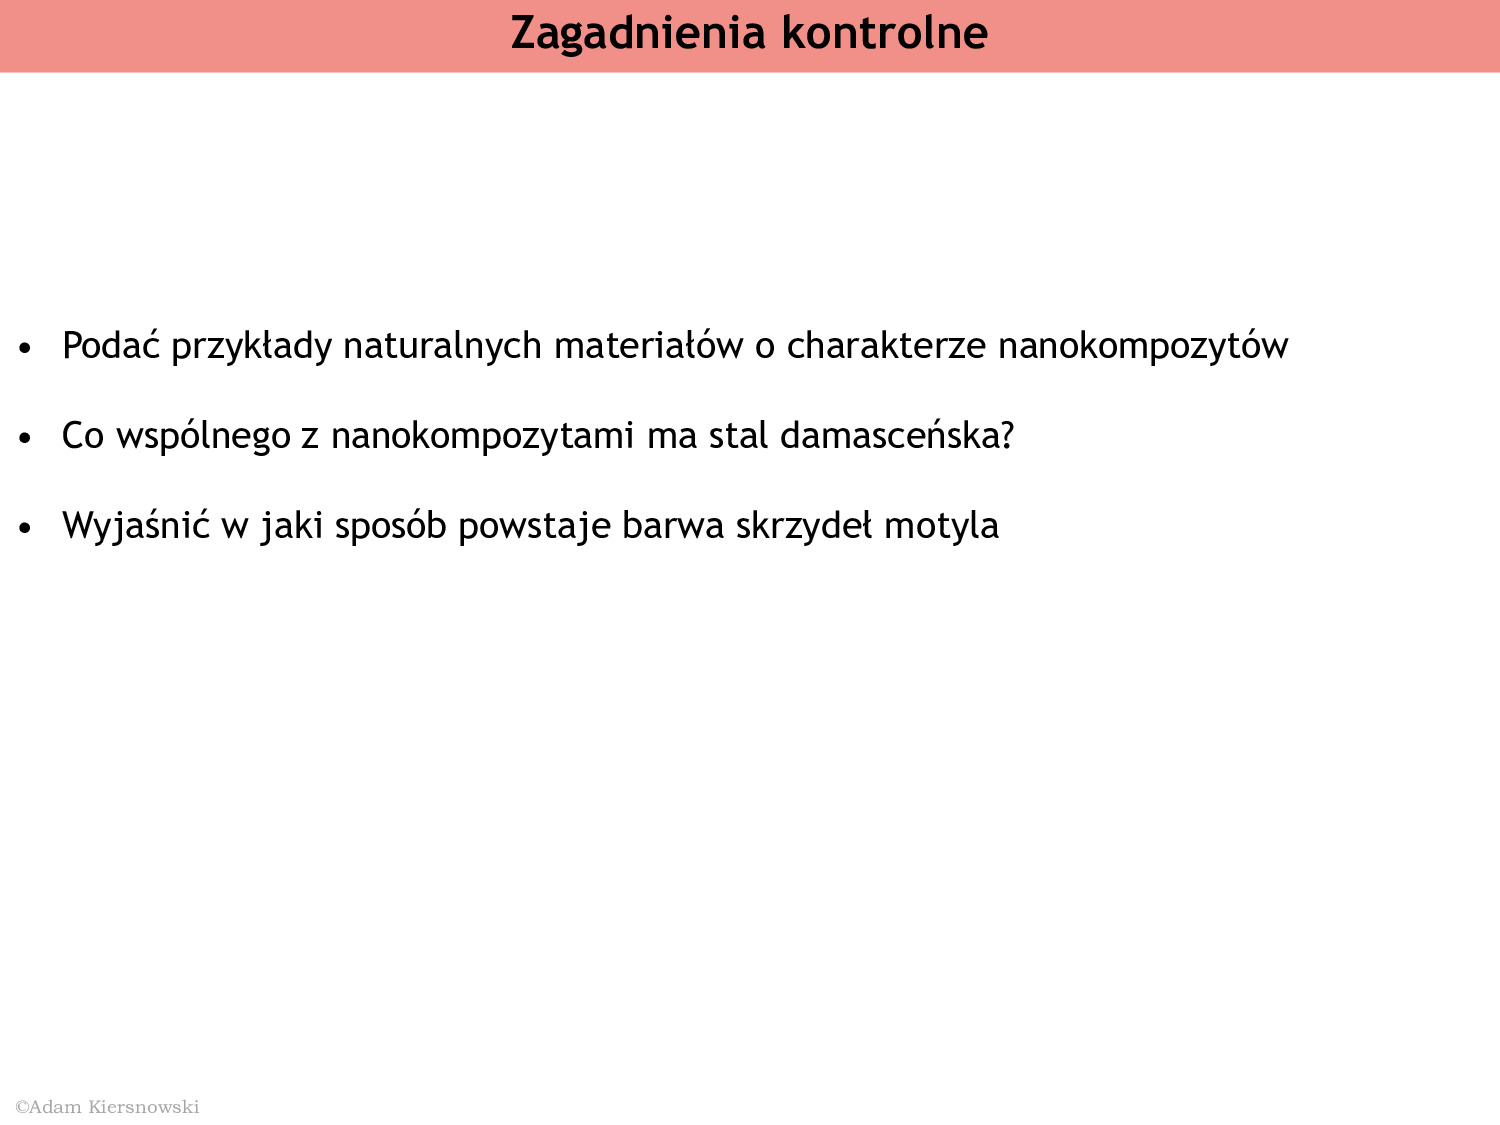 Zagadnienia kontrolne
• Podać przykłady naturalnych materiałów o charakterze nanokompozytów
• Co wspólnego z nanokompozytami ma stal damasceńska?
• Wyjaśnić w jaki sposób powstaje barwa skrzydeł motyla
©Adam Kiersnowski